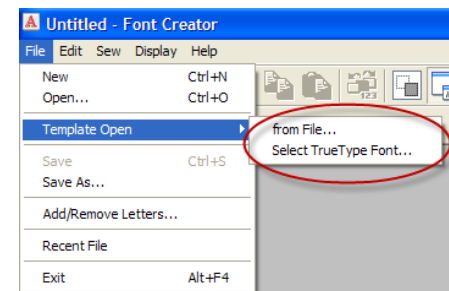 Untitled - Font Creator
File Edit Sew Display Help
New Ctrl+N
Open... Ctrl+O
Template Open
from File...
Select TrueType Font...
Save Ctrl+S
Save As...
Add/Remove Letters...
Recent File
Exit Alt+F4
123